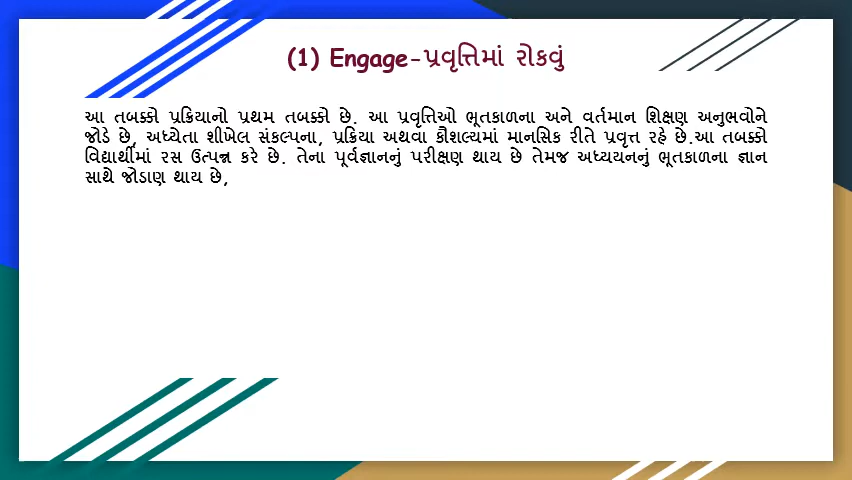 (1) Engage-પ્રવૃત્તિમાં રોકવું
આ તબક્કો પ્રક્રિયાનો પ્રથમ તબક્કો છે. આ પ્રવૃત્તિઓ ભૂતકાળના અને વર્તમાન શિક્ષણ અનુભવોને
જોડે છે, અધ્યેતા શીખેલ સંકલ્પના, પ્રક્રિયા અથવા કૌશલ્યમાં માનસિક રીતે પ્રવૃત્ત રહે છે.આ તબક્કો
વિદ્યાર્થીમાં રસ ઉત્પન્ન કરે છે. તેના પૂર્વજ્ઞાનનું પરીક્ષણ થાય છે તેમજ અધ્યયનનું ભૂતકાળના જ્ઞાન
સાથે જોડાણ થાય છે,